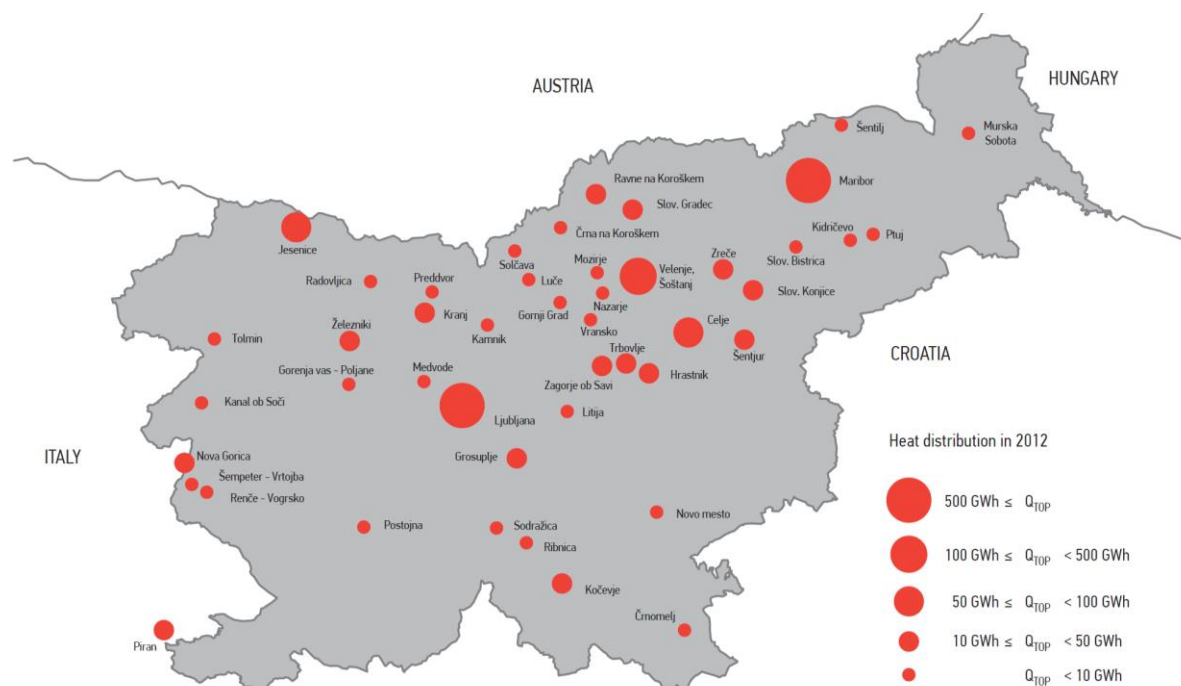 AUSTRIA
HUNGARY
Šentilj
Murska
Sobota
Ravne na Koroškem
Maribor
Slov. Gradec
Črna na Koroškem
Kidričevo
Ptuj
Jesenice
Solčava
Mozirje
Zreče
Slov. Bistrica
Radovljica
Preddvor
Luče
Velenje,
Šoštanj
Slov. Konjice
Nazarje
Gornji Grad
Kranj
Železniki
Kamnik
Vransko
Celje
Tolmin
Trbovlje
Šentjur
CROATIA
Gorenja vas - Poljane
Medvode
Zagorje ob Savi
Hrastnik
Kanal ob Soči
Ljubljana
Litija
Heat distribution in 2012
ITALY
Nova Gorica
Grosuplje
Šempeter - Vrtojba
Renče - Vogrsko
500 GWh ≤ QTOP
Postojna
Sodražica
Novo mesto
Ribnica
100 GWh ≤ QTOP < 500 GWh
Kočevje
50 GWh ≤ QTOP < 100 GWh
Črnomelj
Piran
10 GWh ≤ QTOP < 50 GWh
QTOP < 10 GWh